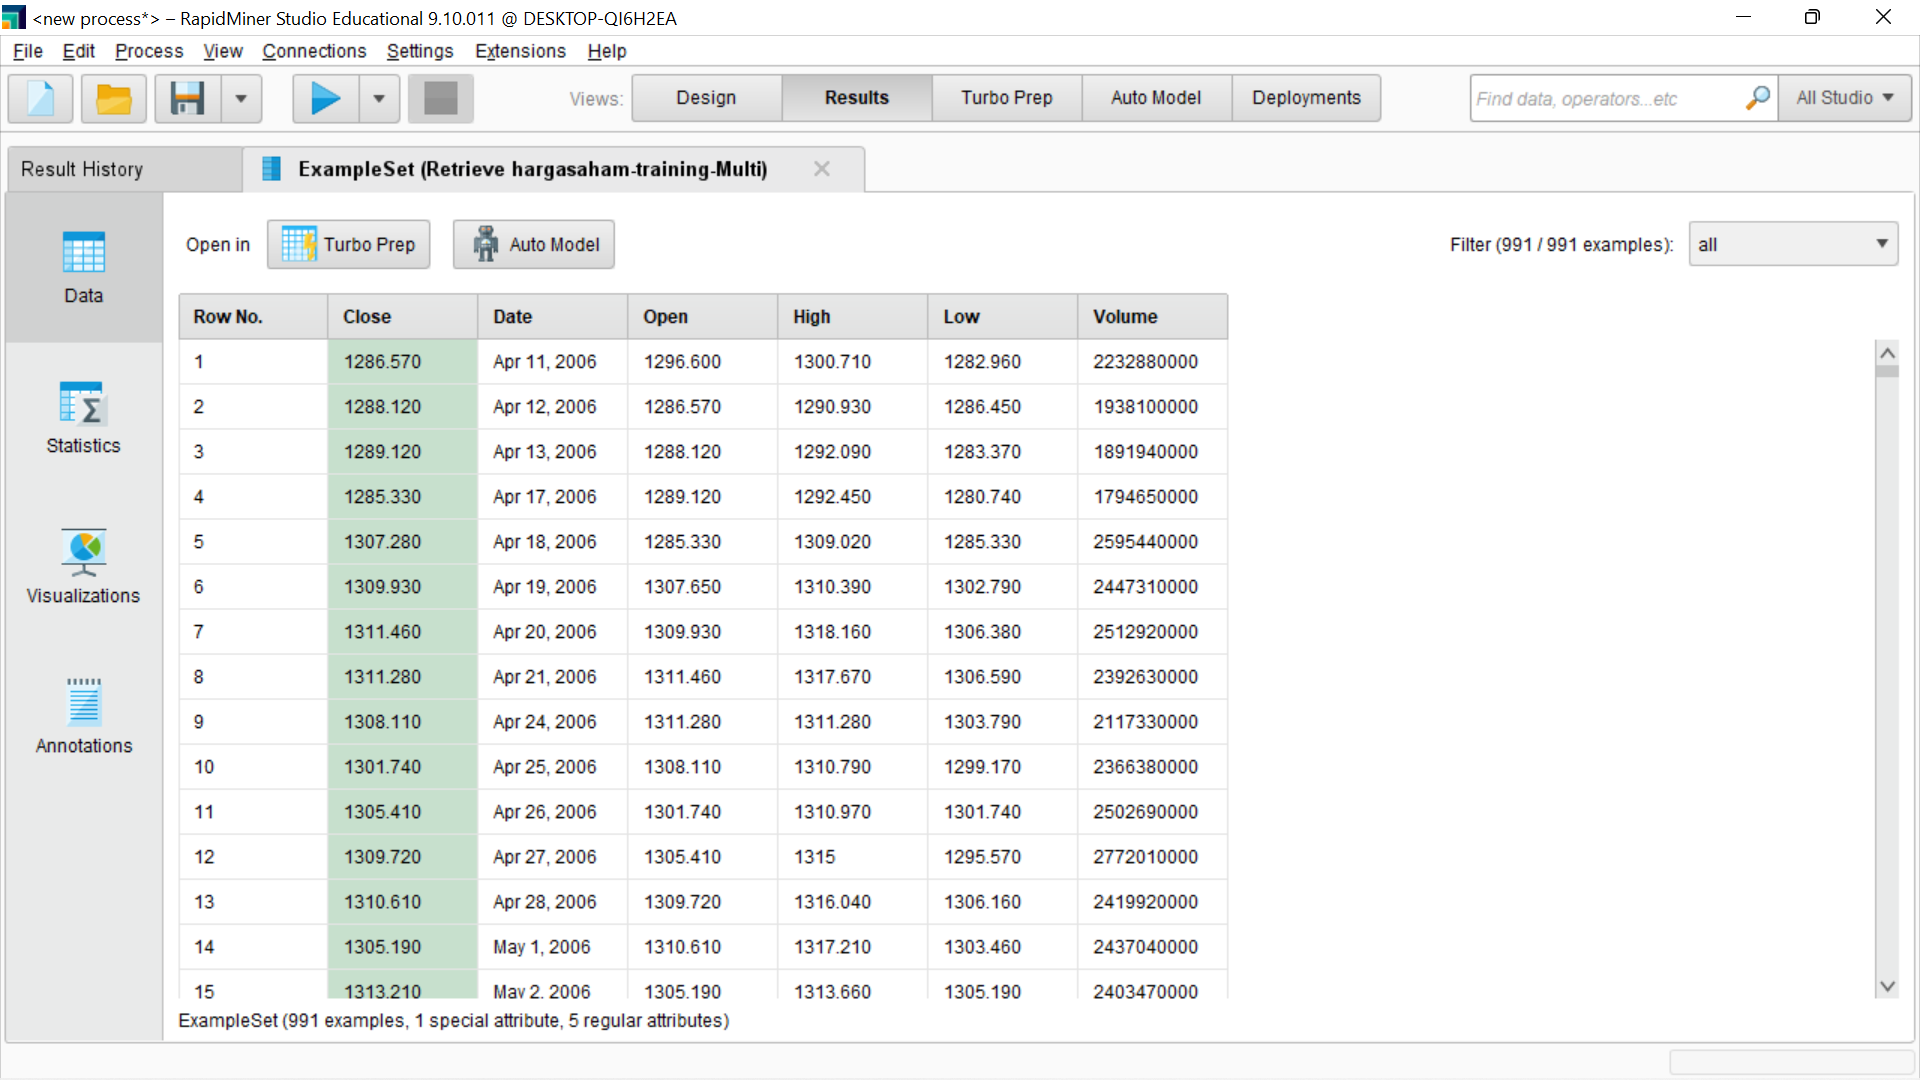 <new process*> – RapidMiner Studio Educational 9.10.011 @ DESKTOP-QI6H2EA
File Edit Process View Connections Settings Extensions Help
Views: Design Results Turbo Prep Auto Model Deployments Find data, operators...etc All Studio
Result History ExampleSet (Retrieve hargasaham-training-Multi)
Open in Turbo Prep Auto Model Filter (991 / 991 examples): all
Data
Statistics
Visualizations
Annotations
Row No. Close Date Open High Low Volume
1 1286.570 Apr 11, 2006 1296.600 1300.710 1282.960 2232880000
2 1288.120 Apr 12, 2006 1286.570 1290.930 1286.450 1938100000
3 1289.120 Apr 13, 2006 1288.120 1292.090 1283.370 1891940000
4 1285.330 Apr 17, 2006 1289.120 1292.450 1280.740 1794650000
5 1307.280 Apr 18, 2006 1285.330 1309.020 1285.330 2595440000
6 1309.930 Apr 19, 2006 1307.650 1310.390 1302.790 2447310000
7 1311.460 Apr 20, 2006 1309.930 1318.160 1306.380 2512920000
8 1311.280 Apr 21, 2006 1311.460 1317.670 1306.590 2392630000
9 1308.110 Apr 24, 2006 1311.280 1311.280 1303.790 2117330000
10 1301.740 Apr 25, 2006 1308.110 1310.790 1299.170 2366380000
11 1305.410 Apr 26, 2006 1301.740 1310.970 1301.740 2502690000
12 1309.720 Apr 27, 2006 1305.410 1315 1295.570 2772010000
13 1310.610 Apr 28, 2006 1309.720 1316.040 1306.160 2419920000
14 1305.190 May 1, 2006 1310.610 1317.210 1303.460 2437040000
15 1313.210 May 2, 2006 1305.190 1313.660 1305.190 2403470000
ExampleSet (991 examples, 1 special attribute, 5 regular attributes)